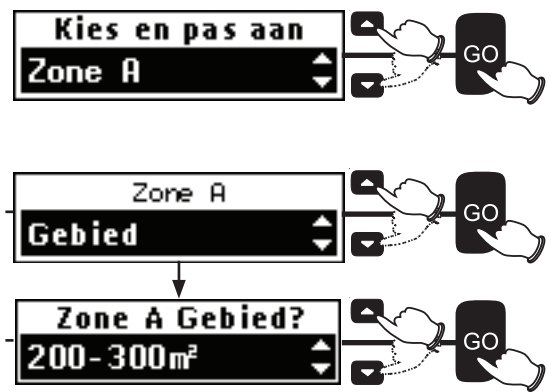 Kies en pas aan
Zone A
GO
Zone A
Gebied
GO
Zone A Gebied?
200-300m²
GO